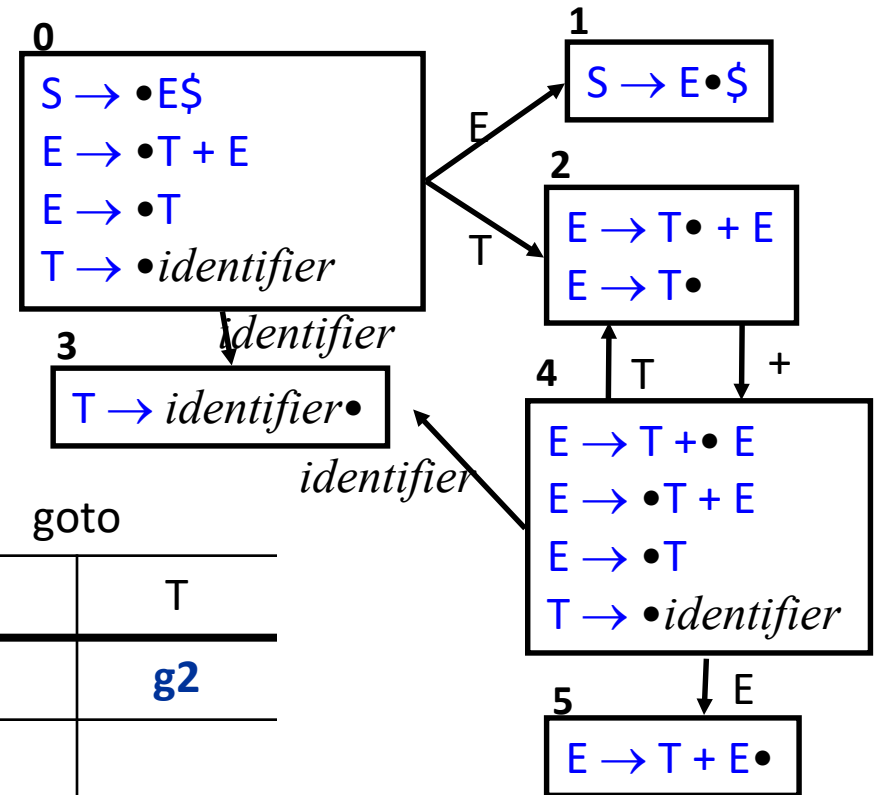 0
S → •E$
E → •T + E
E → •T
T → •identifier
E
T
1
S → E•$
2
E → T• + E
E → T•
identifier
3
T → identifier•
identifier
T
+
4
E → T +• E
E → •T + E
E → •T
T → •identifier
E
5
E → T + E•
goto
T
g2